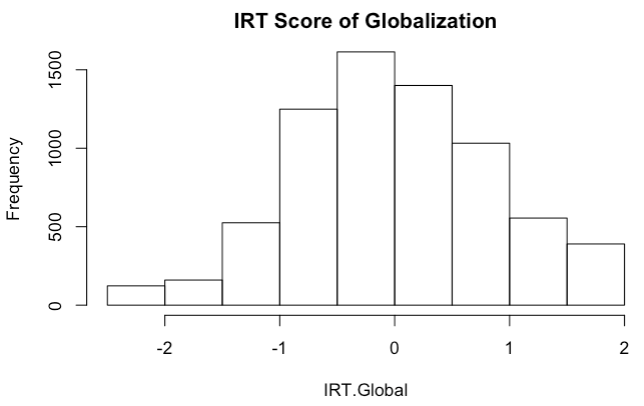 IRT Score of Globalization
Frequency
1500
1000
500
0
-2 -1 0 1 2
IRT.Global